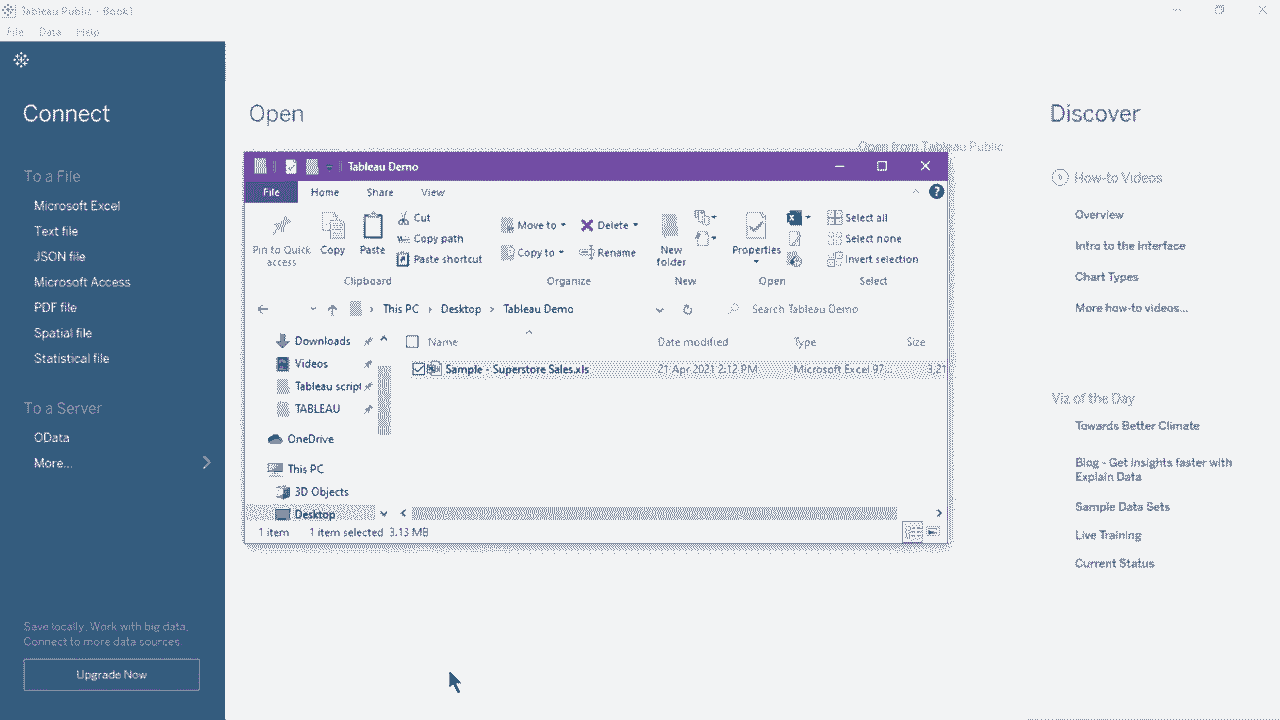 Tableau Public - Book1
File Data Help
Connect
To a File
Microsoft Excel
Text file
JSON file
Microsoft Access
PDF file
Spatial file
Statistical file
To a Server
OData
More...
Save locally. Work with big data.
Connect to more data sources
Upgrade Now
Open
Open from Tableau Public
Tableau Demo
File Home Share View
Pin to Quick
access
Copy
Paste
Cut
Copy path
Paste shortcut
Clipboard
Move to
Copy to
Delete
Rename
Organize
New
folder
New
Properties
Open
Select all
Select none
Invert selection
Select
This PC Desktop Tableau Demo
Search Tableau Demo
Downloads
Videos
Tableau script
TABLEAU
OneDrive
This PC
3D Objects
Desktop
Name Date modified Type Size
Sample - Superstore Sales.xls 21 Apr 2021 2:12 PM Microsoft Excel 97... 3,21
1 item 1 item selected 3.13 MB
Discover
How-to Videos
Overview
Intro to the Interface
Chart Types
More how-to videos...
Viz of the Day
Towards Better Climate
Blog - Get insights faster with
Explain Data
Sample Data Sets
Live Training
Current Status